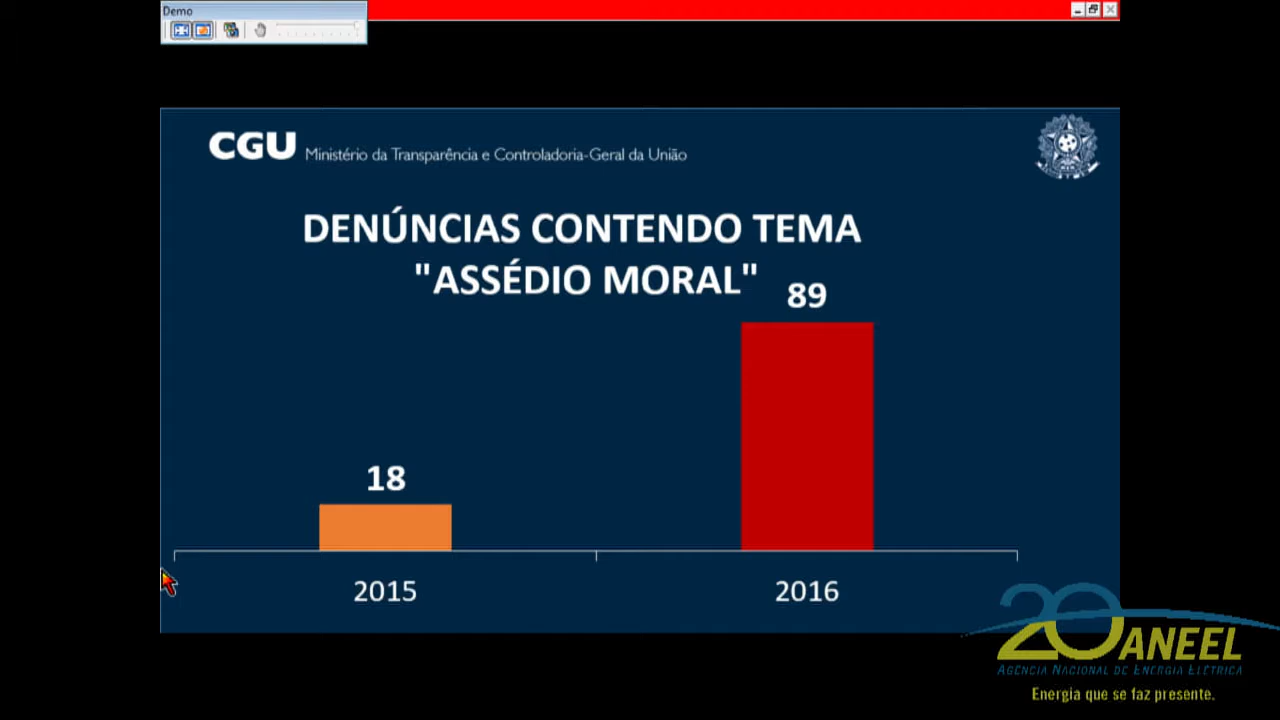 Demo
CGU Ministério da Transparência e Controladoria-Geral da União
DENÚNCIAS CONTENDO TEMA
"ASSÉDIO MORAL"
89
18
2015
2016
20 ANEEL
AGÊNCIA NACIONAL DE ENERGIA ELÉTRICA
Energia que se faz presente.